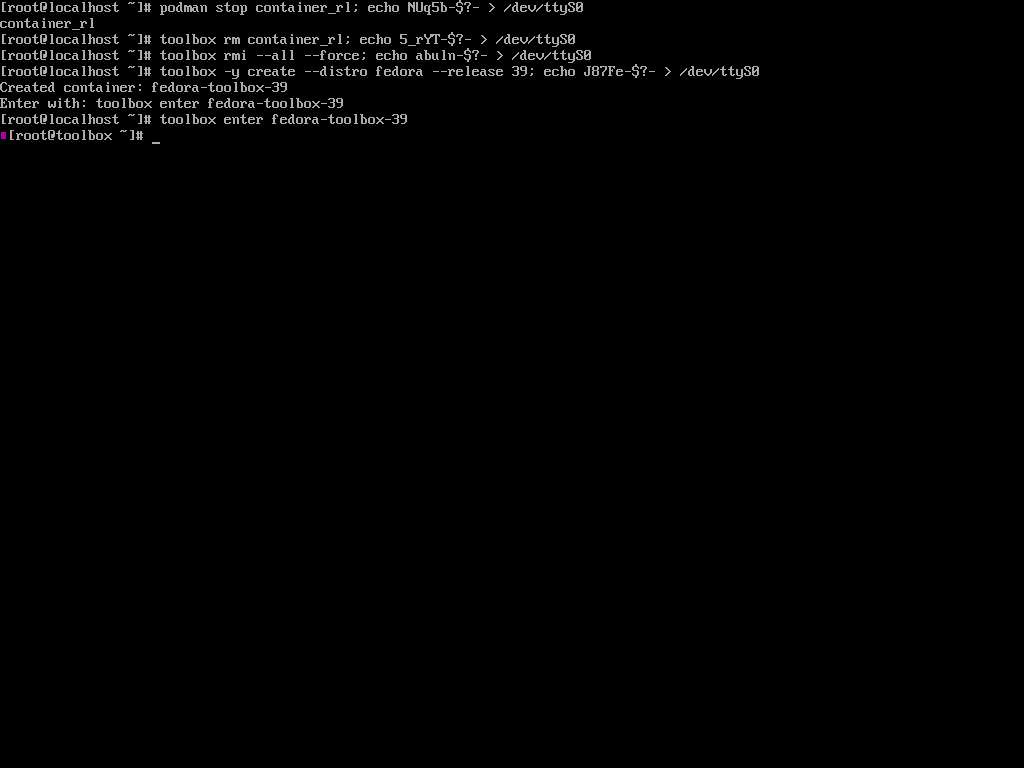 [root@localhost ~]# podman stop container_rl; echo NUq5b-$?- > /dev/ttyS0
container_rl
[root@localhost ~]# toolbox rm container_rl; echo 5_rYT-$?- > /dev/ttyS0
[root@localhost ~]# toolbox rmi --all --force; echo abuln-$?- > /dev/ttyS0
[root@localhost ~]# toolbox -y create --distro fedora --release 39; echo J87Fe-$?- > /dev/ttyS0
Created container: fedora-toolbox-39
Enter with: toolbox enter fedora-toolbox-39
[root@localhost ~]# toolbox enter fedora-toolbox-39
[root@toolbox ~]# _